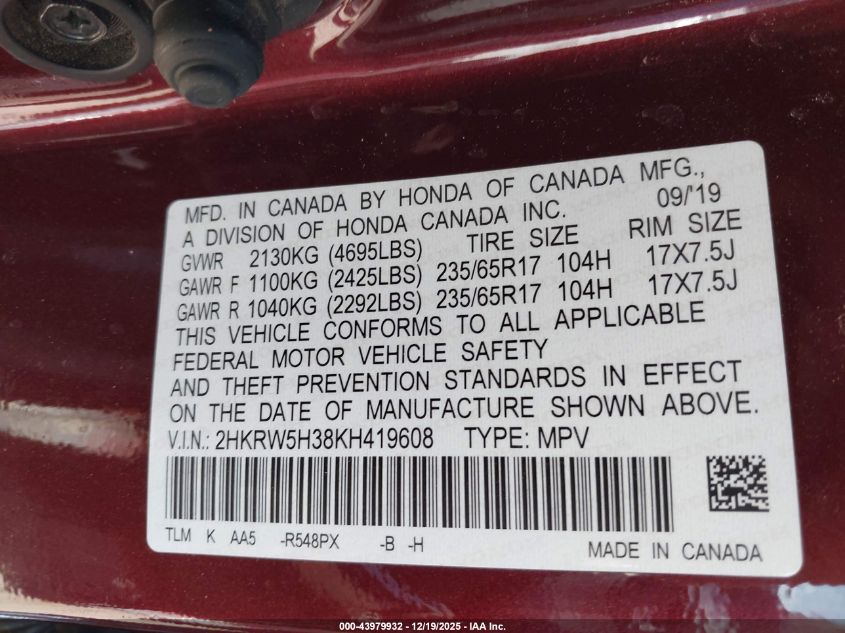 MFD. IN CANADA BY HONDA OF CANADA MFG.,
A DIVISION OF HONDA CANADA INC. 09/'19
GVWR 2130KG (4695LBS) TIRE SIZE RIM SIZE
GAWR F 1100KG (2425LBS) 235/65R17 104H 17X7.5J
GAWR R 1040KG (2292LBS) 235/65R17 104H 17X7.5J
THIS VEHICLE CONFORMS TO ALL APPLICABLE
FEDERAL MOTOR VEHICLE SAFETY
AND THEFT PREVENTION STANDARDS IN EFFECT
ON THE DATE OF MANUFACTURE SHOWN ABOVE.
V.I.N.: 2HKRW5H38KH419608 TYPE: MPV
TLM K AA5 -R548PX -B -H MADE IN CANADA
000-43979932 - 12/19/2025 - IAA Inc.